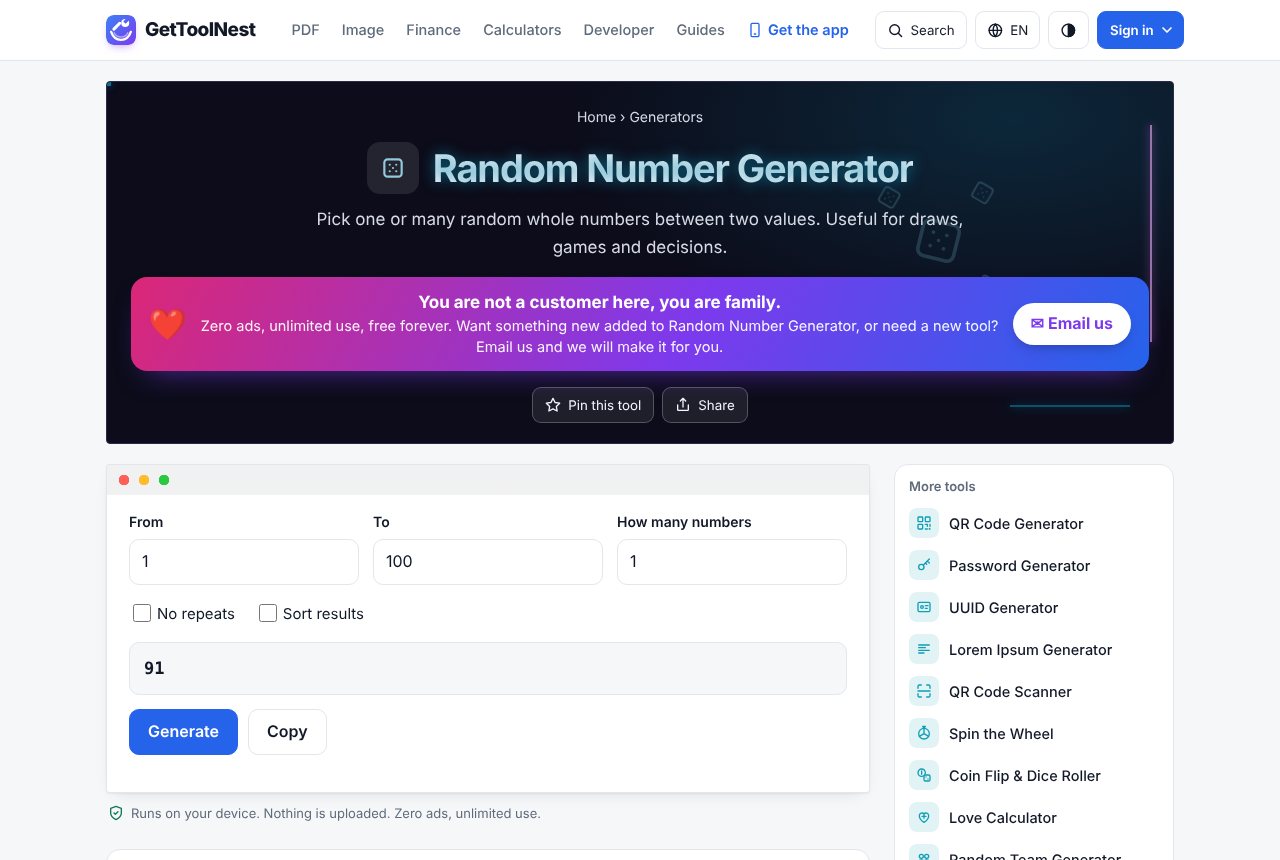 GetToolNest
PDF
Image
Finance
Calculators
Developer
Guides
Get the app
Search
EN
Sign in
Home › Generators
Random Number Generator
Pick one or many random whole numbers between two values. Useful for draws,
games and decisions.
You are not a customer here, you are family.
Zero ads, unlimited use, free forever. Want something new added to Random Number Generator, or need a new tool?
Email us and we will make it for you.
✉ Email us
Pin this tool
Share
From
To
How many numbers
1
100
1
No repeats
Sort results
91
Generate
Copy
Runs on your device. Nothing is uploaded. Zero ads, unlimited use.
More tools
QR Code Generator
Password Generator
UUID Generator
Lorem Ipsum Generator
QR Code Scanner
Spin the Wheel
Coin Flip & Dice Roller
Love Calculator
Random Team Generator